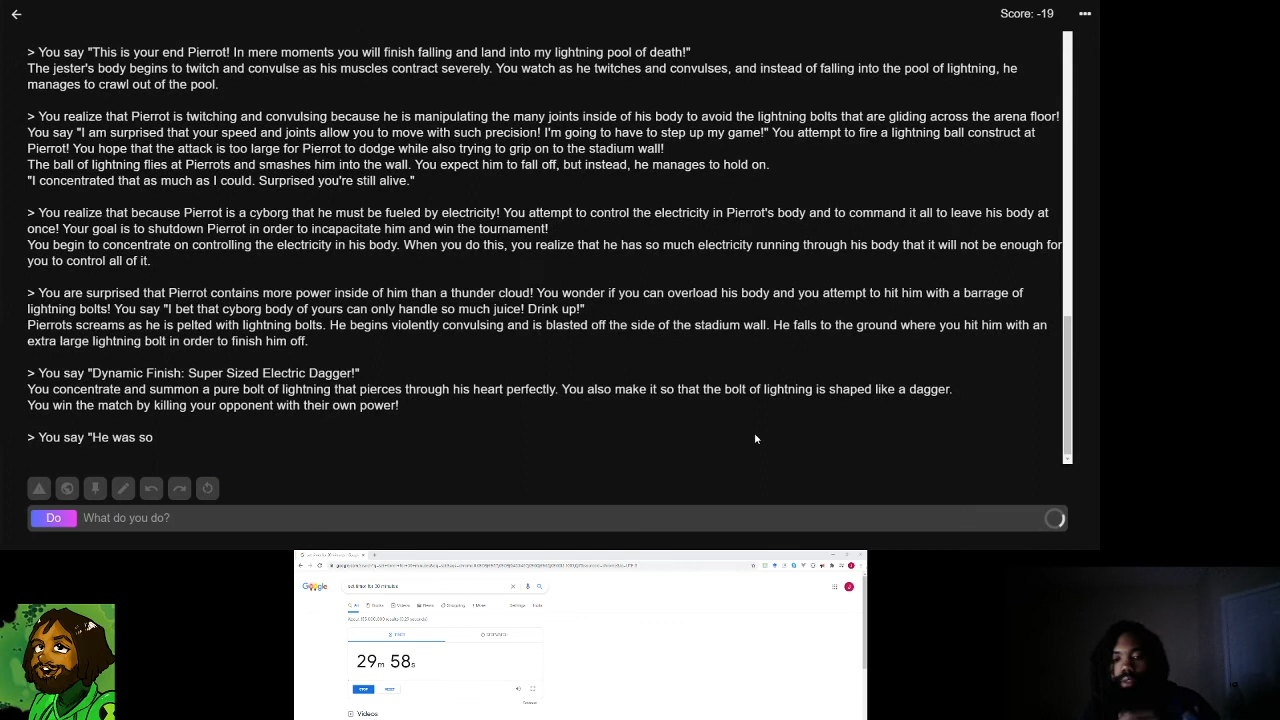 Score: -19
> You say "This is your end Pierrot! In mere moments you will finish falling and land into my lightning pool of death!"
The jester's body begins to twitch and convulse as his muscles contract severely. You watch as he twitches and convulses, and instead of falling into the pool of lightning, he
manages to crawl out of the pool.
> You realize that Pierrot is twitching and convulsing because he is manipulating the many joints inside of his body to avoid the lightning bolts that are gliding across the arena floor!
You say "I am surprised that your speed and joints allow you to move with such precision! I'm going to have to step up my game!" You attempt to fire a lightning ball construct at
Pierrot! You hope that the attack is too large for Pierrot to dodge while also trying to grip on to the stadium wall!
The ball of lightning flies at Pierrots and smashes him into the wall. You expect him to fall off, but instead, he manages to hold on.
"I concentrated that as much as I could. Surprised you're still alive."
> You realize that because Pierrot is a cyborg that he must be fueled by electricity! You attempt to control the electricity in Pierrot's body and to command it all to leave his body at
once! Your goal is to shutdown Pierrot in order to incapacitate him and win the tournament!
You begin to concentrate on controlling the electricity in his body. When you do this, you realize that he has so much electricity running through his body that it will not be enough for
you to control all of it.
> You are surprised that Pierrot contains more power inside of him than a thunder cloud! You wonder if you can overload his body and you attempt to hit him with a barrage of
lightning bolts! You say "I bet that cyborg body of yours can only handle so much juice! Drink up!"
Pierrots screams as he is pelted with lightning bolts. He begins violently convulsing and is blasted off the side of the stadium wall. He falls to the ground where you hit him with an
extra large lightning bolt in order to finish him off.
> You say "Dynamic Finish: Super Sized Electric Dagger!"
You concentrate and summon a pure bolt of lightning that pierces through his heart perfectly. You also make it so that the bolt of lightning is shaped like a dagger.
You win the match by killing your opponent with their own power!
> You say "He was so
Do What do you do?
Google
All
News
Shopping
More
Settings
29m 58s
STOP
RESET
Videos